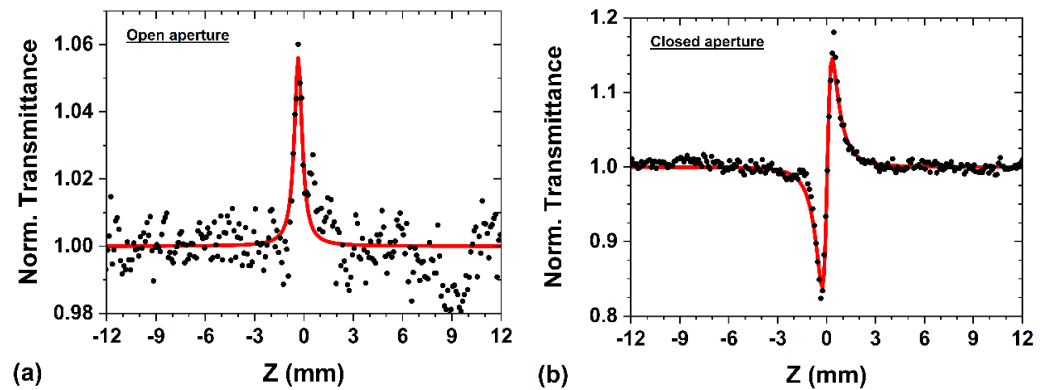 Open aperture
Norm. Transmittance
1.06
1.04
1.02
1.00
0.98
-12 -9 -6 -3 0 3 6 9 12
Z (mm)
(a)
Closed aperture
Norm. Transmittance
1.2
1.1
1.0
0.9
0.8
-12 -9 -6 -3 0 3 6 9 12
Z (mm)
(b)